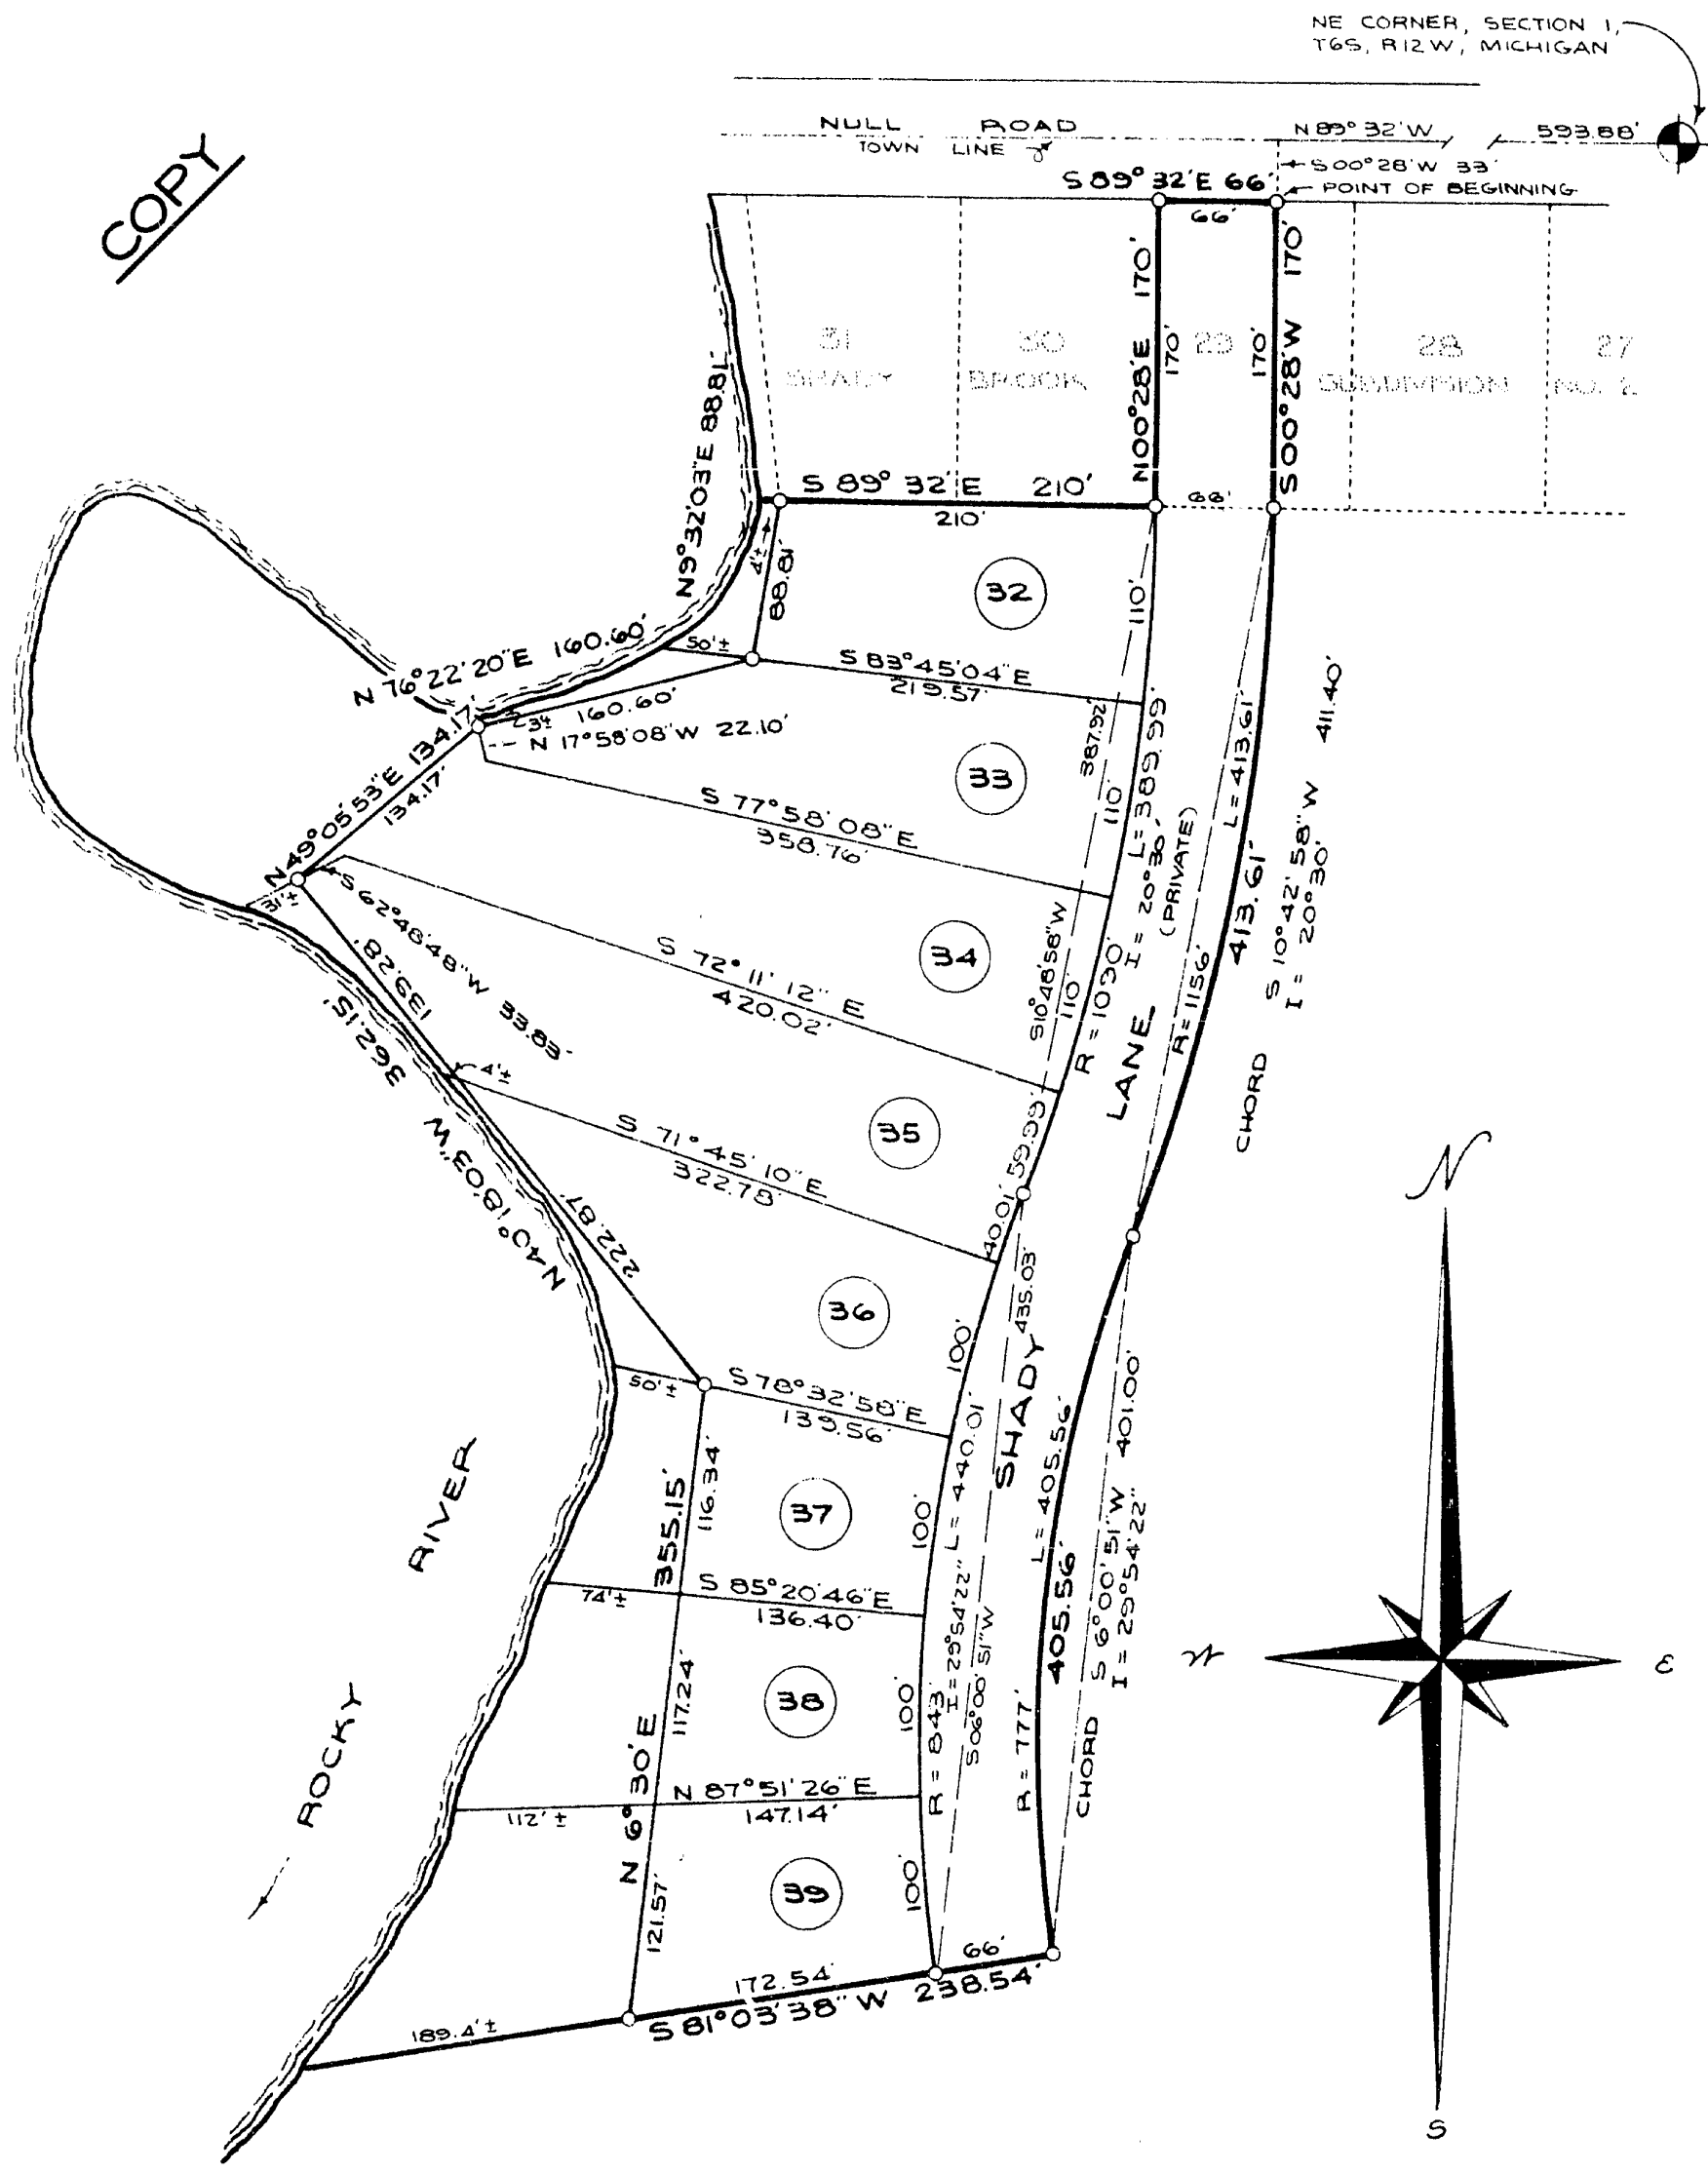 NE CORNER, SECTION 1,
T6S, R12W, MICHIGAN
COPY
NULL ROAD
TOWN LINE
N 89° 32' W
593.88'
S 00° 28' W 33'
POINT OF BEGINNING
S 89° 32' E 66'
66'
N 00° 28' E 170'
170'
170'
S 00° 28' W 170'
31
30
29
28
27
SHADY
BROOK
SUBDIVISION
NO. 2
N 9° 32' 03" E 88.81'
S 89° 32' E 210'
210'
66'
4'±
88.81'
32
110'
N 76° 22' 20" E 160.60'
50'±
S 83° 45' 04" E
219.57'
160.60'
23'±
N 17° 58' 08" W 22.10'
33
387.92'
110'
L = 389.99'
I = 20° 30'
(PRIVATE)
L = 413.61'
413.61'
411.40'
S 10° 42' 58" W
I = 20° 30'
CHORD
N 49° 05' 53" E 134.17'
134.17'
S 77° 58' 08" E
358.76'
31'±
S 62° 48' 48" W 33.83'
34
S 72° 11' 12" E
420.02'
S 10° 48' 58" W
110'
R = 1090'
R = 1156'
LANE
139.28'
362.15'
N 40° 18' 03" W
4'±
35
S 71° 45' 10" E
322.78'
59.99'
40.01'
222.87'
36
435.03'
SHADY
100'
50'±
S 78° 32' 58" E
139.56'
L = 440.01'
L = 405.56'
405.56'
CHORD S 6° 00' 51" W 401.00'
I = 29° 54' 22"
ROCKY RIVER
355.15'
116.34'
37
100'
74'±
S 85° 20' 46" E
136.40'
I = 29° 54' 22"
S 06° 00' 51" W
R = 843'
R = 777'
N 6° 30' E
117.24'
38
100'
N 87° 51' 26" E
147.14'
112'±
121.57'
39
100'
66'
172.54'
S 81° 03' 38" W 238.54'
189.4'±
N
W
E
S